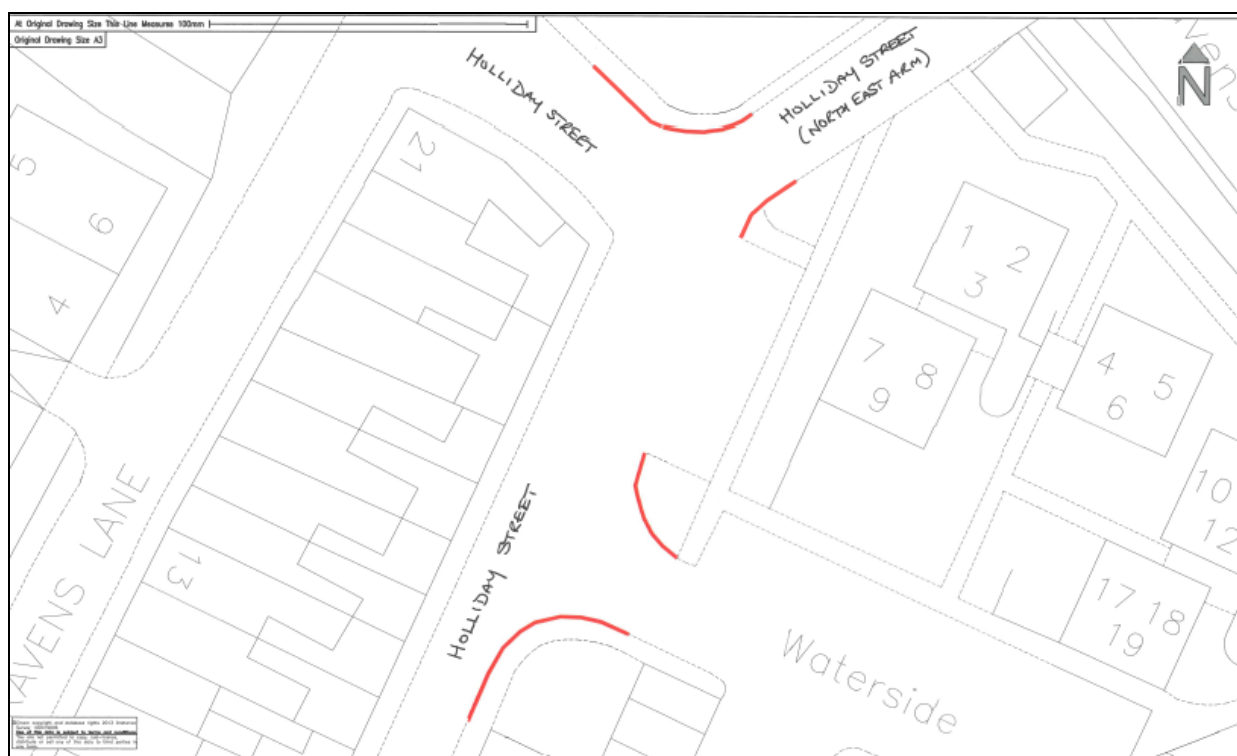 At Original Drawing Size This Line Measures 100mm
Original Drawing Size A3
HOLLIDAY STREET
HOLLIDAY STREET
(NORTH EAST ARM)
N
21
5
6
4
1 2
3
7 8
9
4 5
6
10
12
13
17 18
19
HOLLIDAY STREET
AVENS LANE
Waterside